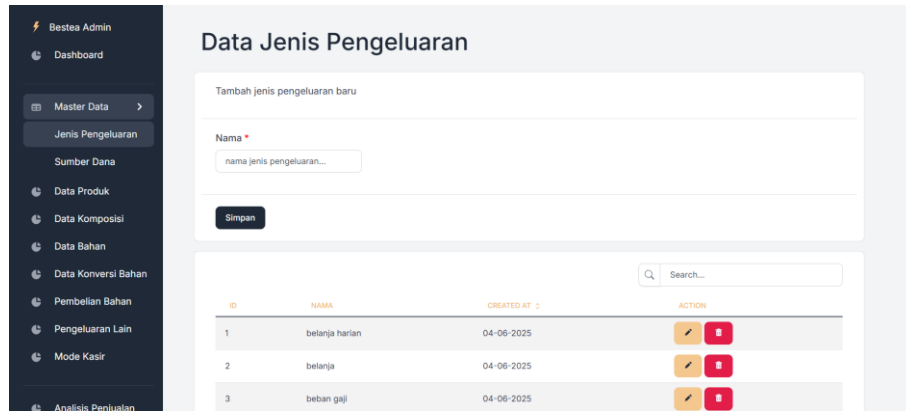 Bestea Admin
Dashboard
Master Data
Jenis Pengeluaran
Sumber Dana
Data Produk
Data Komposisi
Data Bahan
Data Konversi Bahan
Pembelian Bahan
Pengeluaran Lain
Mode Kasir
Analisis Penjualan
Data Jenis Pengeluaran
Tambah jenis pengeluaran baru
Nama *
nama jenis pengeluaran...
Simpan
Search...
ID NAMA CREATED AT ACTION
1 belanja harian 04-06-2025
2 belanja 04-06-2025
3 beban gaji 04-06-2025